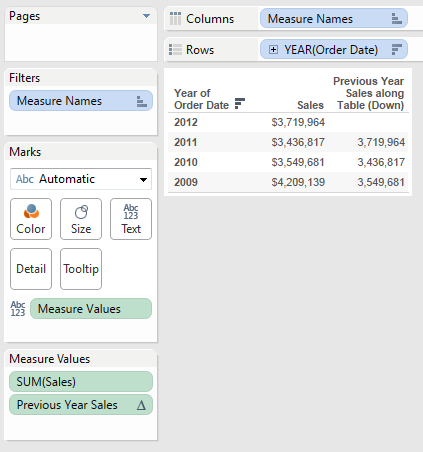 Pages
Columns
Measure Names
Rows
YEAR(Order Date)
Filters
Measure Names
Marks
Abc Automatic
Color
Size
Abc
123
Text
Detail
Tooltip
Abc
123
Measure Values
Measure Values
SUM(Sales)
Previous Year Sales Δ
Previous Year
Year of Sales along
Order Date Sales Table (Down)
2012 $3,719,964
2011 $3,436,817 3,719,964
2010 $3,549,681 3,436,817
2009 $4,209,139 3,549,681